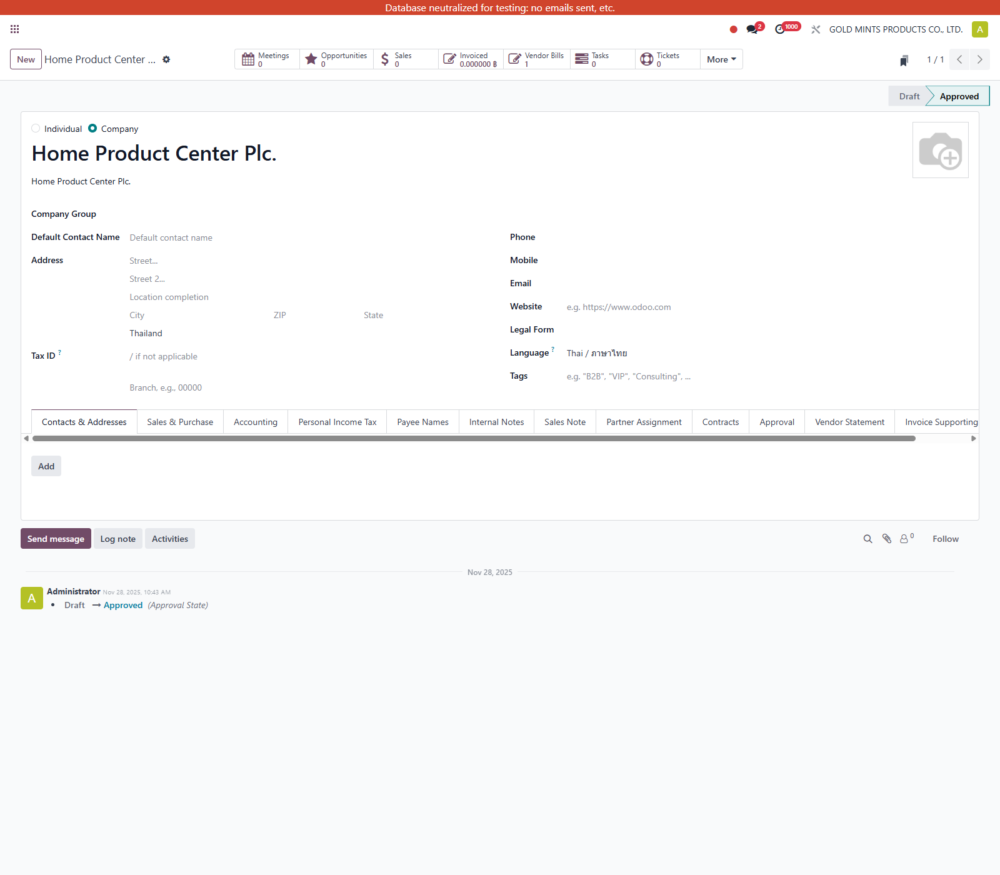 Database neutralized for testing: no emails sent, etc.
2
1000
GOLD MINTS PRODUCTS CO., LTD.
A
New
Home Product Center ...
Meetings
0
Opportunities
0
Sales
0
Invoiced
0.000000 ฿
Vendor Bills
1
Tasks
0
Tickets
0
More
1 / 1
Draft
Approved
Individual
Company
Home Product Center Plc.
Home Product Center Plc.
Company Group
Default Contact Name
Default contact name
Address
Street...
Street 2...
Location completion
City
ZIP
State
Thailand
Tax ID ?
/ if not applicable
Branch, e.g., 00000
Phone
Mobile
Email
Website
e.g. https://www.odoo.com
Legal Form
Language ?
Thai / ภาษาไทย
Tags
e.g. "B2B", "VIP", "Consulting", ...
Contacts & Addresses
Sales & Purchase
Accounting
Personal Income Tax
Payee Names
Internal Notes
Sales Note
Partner Assignment
Contracts
Approval
Vendor Statement
Invoice Supporting
Add
Send message
Log note
Activities
0
Follow
Nov 28, 2025
A
Administrator Nov 28, 2025, 10:43 AM
• Draft → Approved (Approval State)